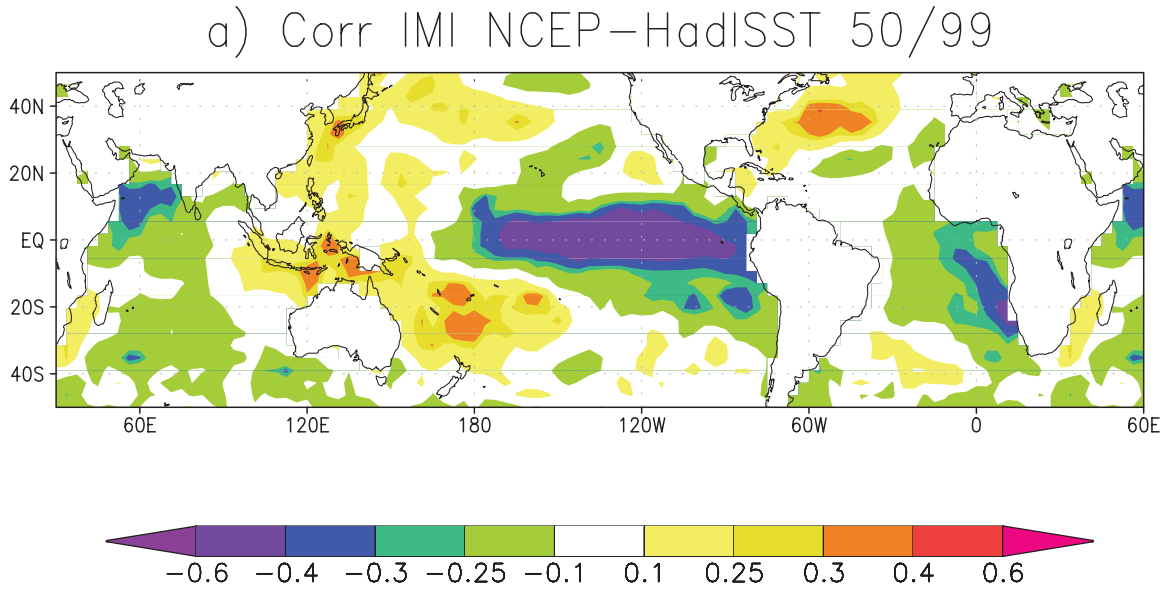 a) Corr IMI NCEP-HadISST 50/99
40N
20N
EQ
20S
40S
60E 120E 180 120W 60W 0 60E
-0.6 -0.4 -0.3 -0.25 -0.1 0.1 0.25 0.3 0.4 0.6